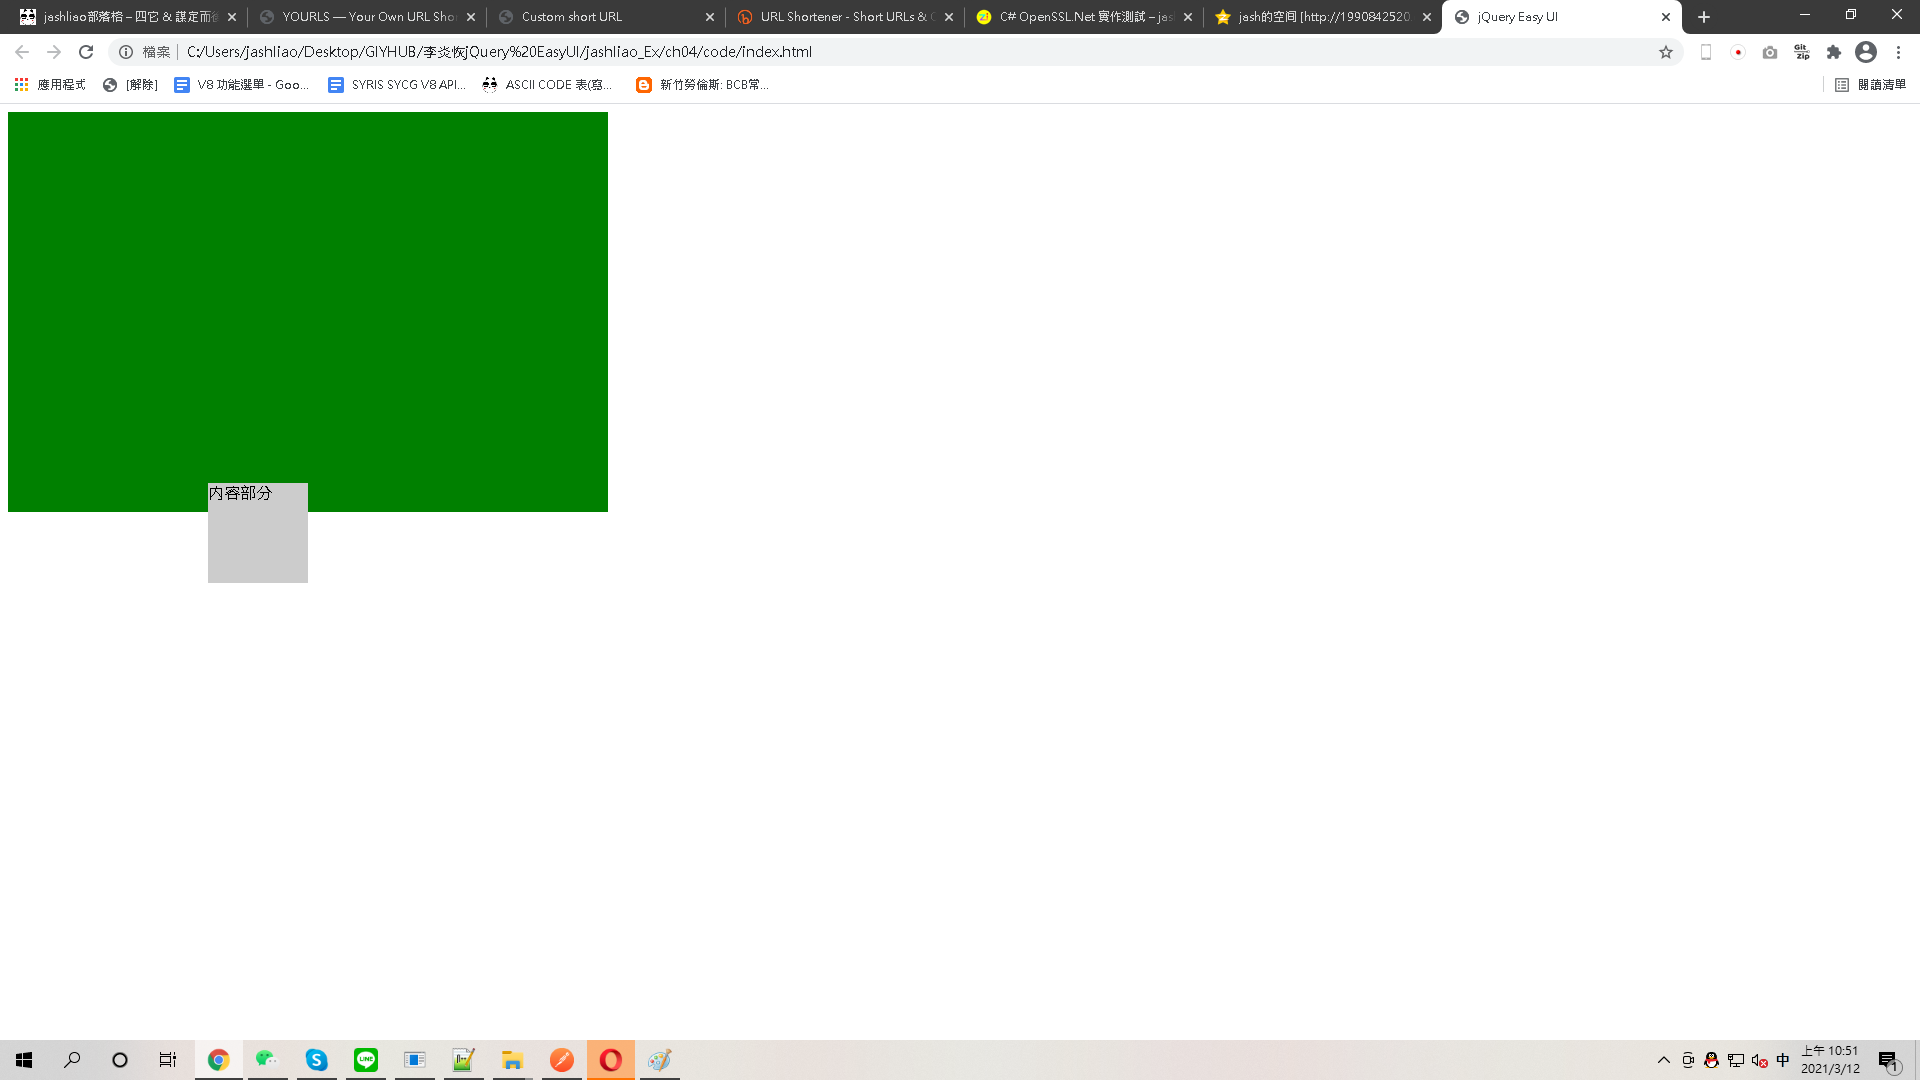 jashliao部落格 – 四它 & 謀定而後
YOURLS — Your Own URL Shor
Custom short URL
URL Shortener - Short URLs & C
C# OpenSSL.Net 實作測試 – jas
jash的空间 [http://1990842520
jQuery Easy UI
檔案
C:/Users/jashliao/Desktop/GIYHUB/李炎恢jQuery%20EasyUI/jashliao_Ex/ch04/code/index.html
Git Zip
應用程式
[解除]
V8 功能選單 - Goo...
SYRIS SYCG V8 API...
ASCII CODE 表(寫...
新竹勞倫斯: BCB常...
閱讀清單
内容部分
LINE
中
上午 10:51
2021/3/12
1